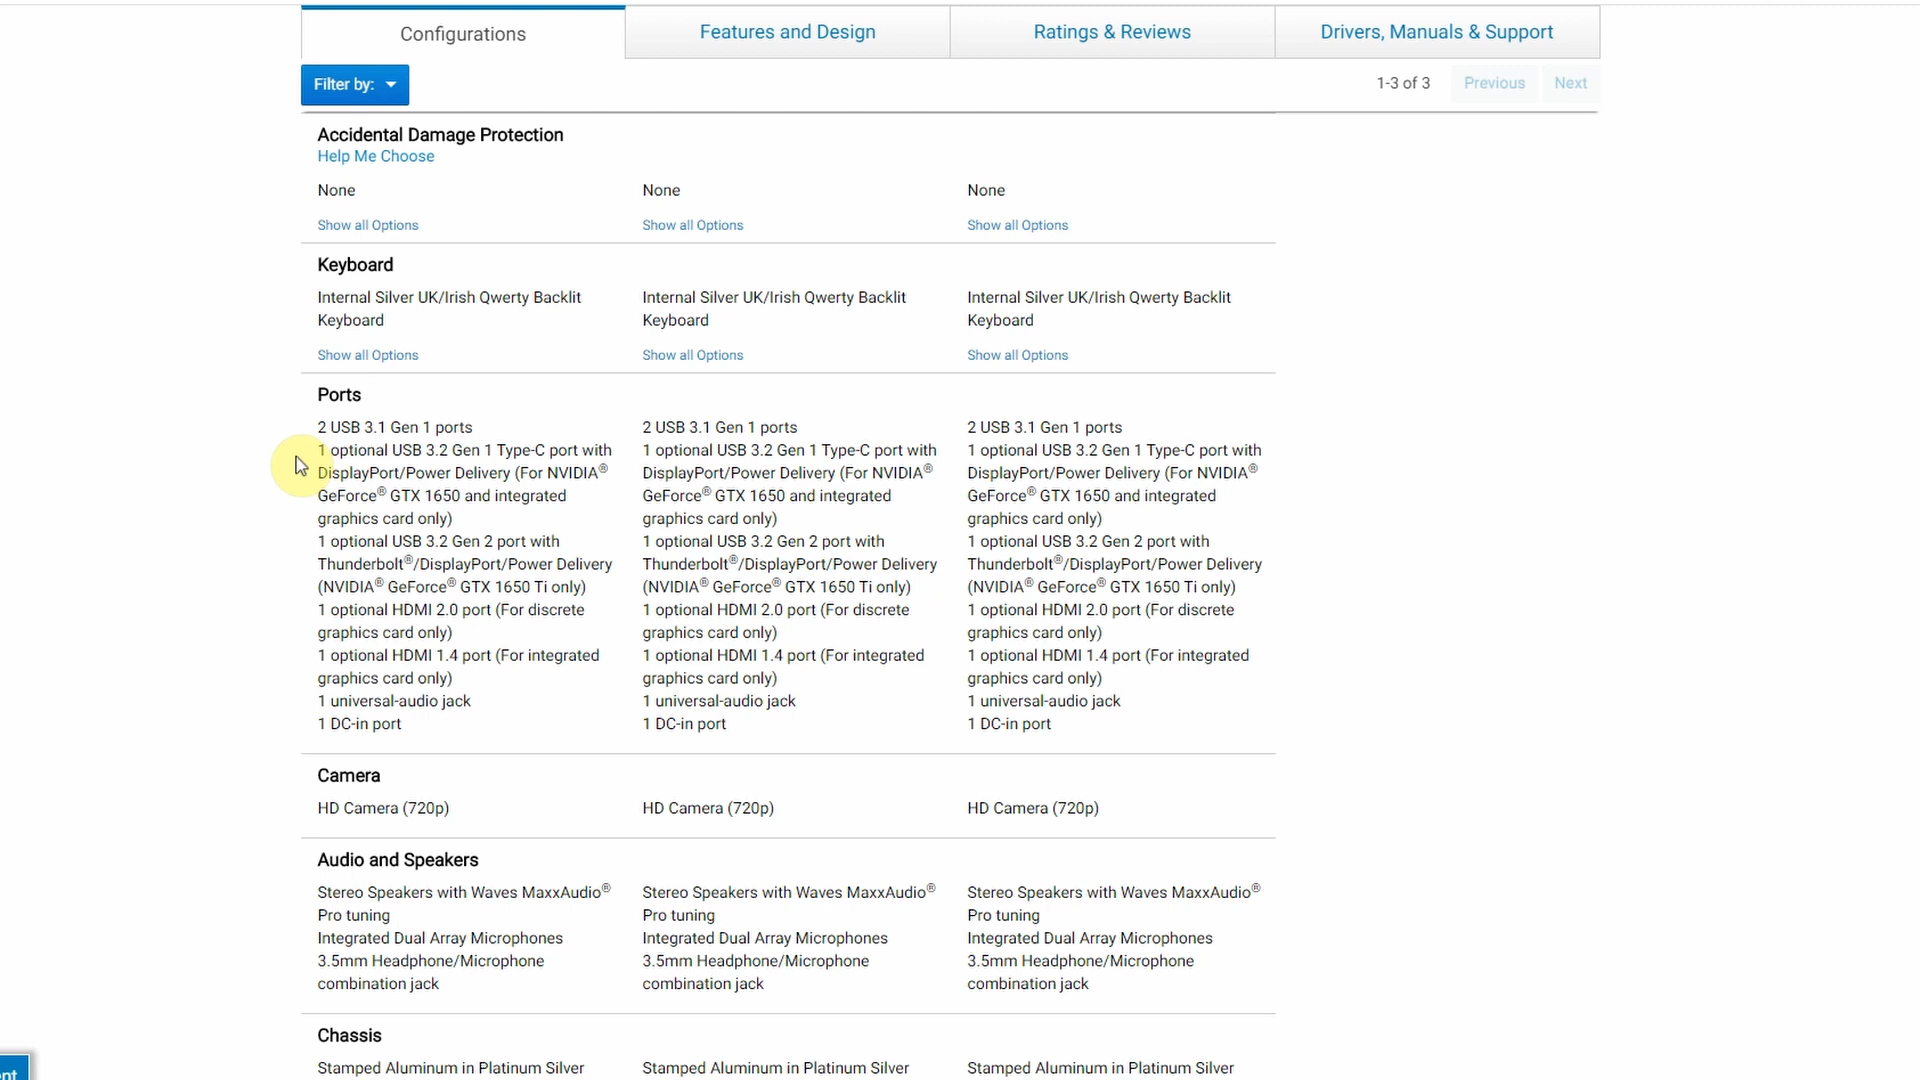 Configurations
Features and Design
Ratings & Reviews
Drivers, Manuals & Support
Filter by:
1-3 of 3
Previous
Next
Accidental Damage Protection
Help Me Choose
None
None
None
Show all Options
Show all Options
Show all Options
Keyboard
Internal Silver UK/Irish Qwerty Backlit
Keyboard
Internal Silver UK/Irish Qwerty Backlit
Keyboard
Internal Silver UK/Irish Qwerty Backlit
Keyboard
Show all Options
Show all Options
Show all Options
Ports
2 USB 3.1 Gen 1 ports
1 optional USB 3.2 Gen 1 Type-C port with
DisplayPort/Power Delivery (For NVIDIA®
GeForce® GTX 1650 and integrated
graphics card only)
1 optional USB 3.2 Gen 2 port with
Thunderbolt®/DisplayPort/Power Delivery
(NVIDIA® GeForce® GTX 1650 Ti only)
1 optional HDMI 2.0 port (For discrete
graphics card only)
1 optional HDMI 1.4 port (For integrated
graphics card only)
1 universal-audio jack
1 DC-in port
2 USB 3.1 Gen 1 ports
1 optional USB 3.2 Gen 1 Type-C port with
DisplayPort/Power Delivery (For NVIDIA®
GeForce® GTX 1650 and integrated
graphics card only)
1 optional USB 3.2 Gen 2 port with
Thunderbolt®/DisplayPort/Power Delivery
(NVIDIA® GeForce® GTX 1650 Ti only)
1 optional HDMI 2.0 port (For discrete
graphics card only)
1 optional HDMI 1.4 port (For integrated
graphics card only)
1 universal-audio jack
1 DC-in port
2 USB 3.1 Gen 1 ports
1 optional USB 3.2 Gen 1 Type-C port with
DisplayPort/Power Delivery (For NVIDIA®
GeForce® GTX 1650 and integrated
graphics card only)
1 optional USB 3.2 Gen 2 port with
Thunderbolt®/DisplayPort/Power Delivery
(NVIDIA® GeForce® GTX 1650 Ti only)
1 optional HDMI 2.0 port (For discrete
graphics card only)
1 optional HDMI 1.4 port (For integrated
graphics card only)
1 universal-audio jack
1 DC-in port
Camera
HD Camera (720p)
HD Camera (720p)
HD Camera (720p)
Audio and Speakers
Stereo Speakers with Waves MaxxAudio®
Pro tuning
Integrated Dual Array Microphones
3.5mm Headphone/Microphone
combination jack
Stereo Speakers with Waves MaxxAudio®
Pro tuning
Integrated Dual Array Microphones
3.5mm Headphone/Microphone
combination jack
Stereo Speakers with Waves MaxxAudio®
Pro tuning
Integrated Dual Array Microphones
3.5mm Headphone/Microphone
combination jack
Chassis
Stamped Aluminum in Platinum Silver
Stamped Aluminum in Platinum Silver
Stamped Aluminum in Platinum Silver